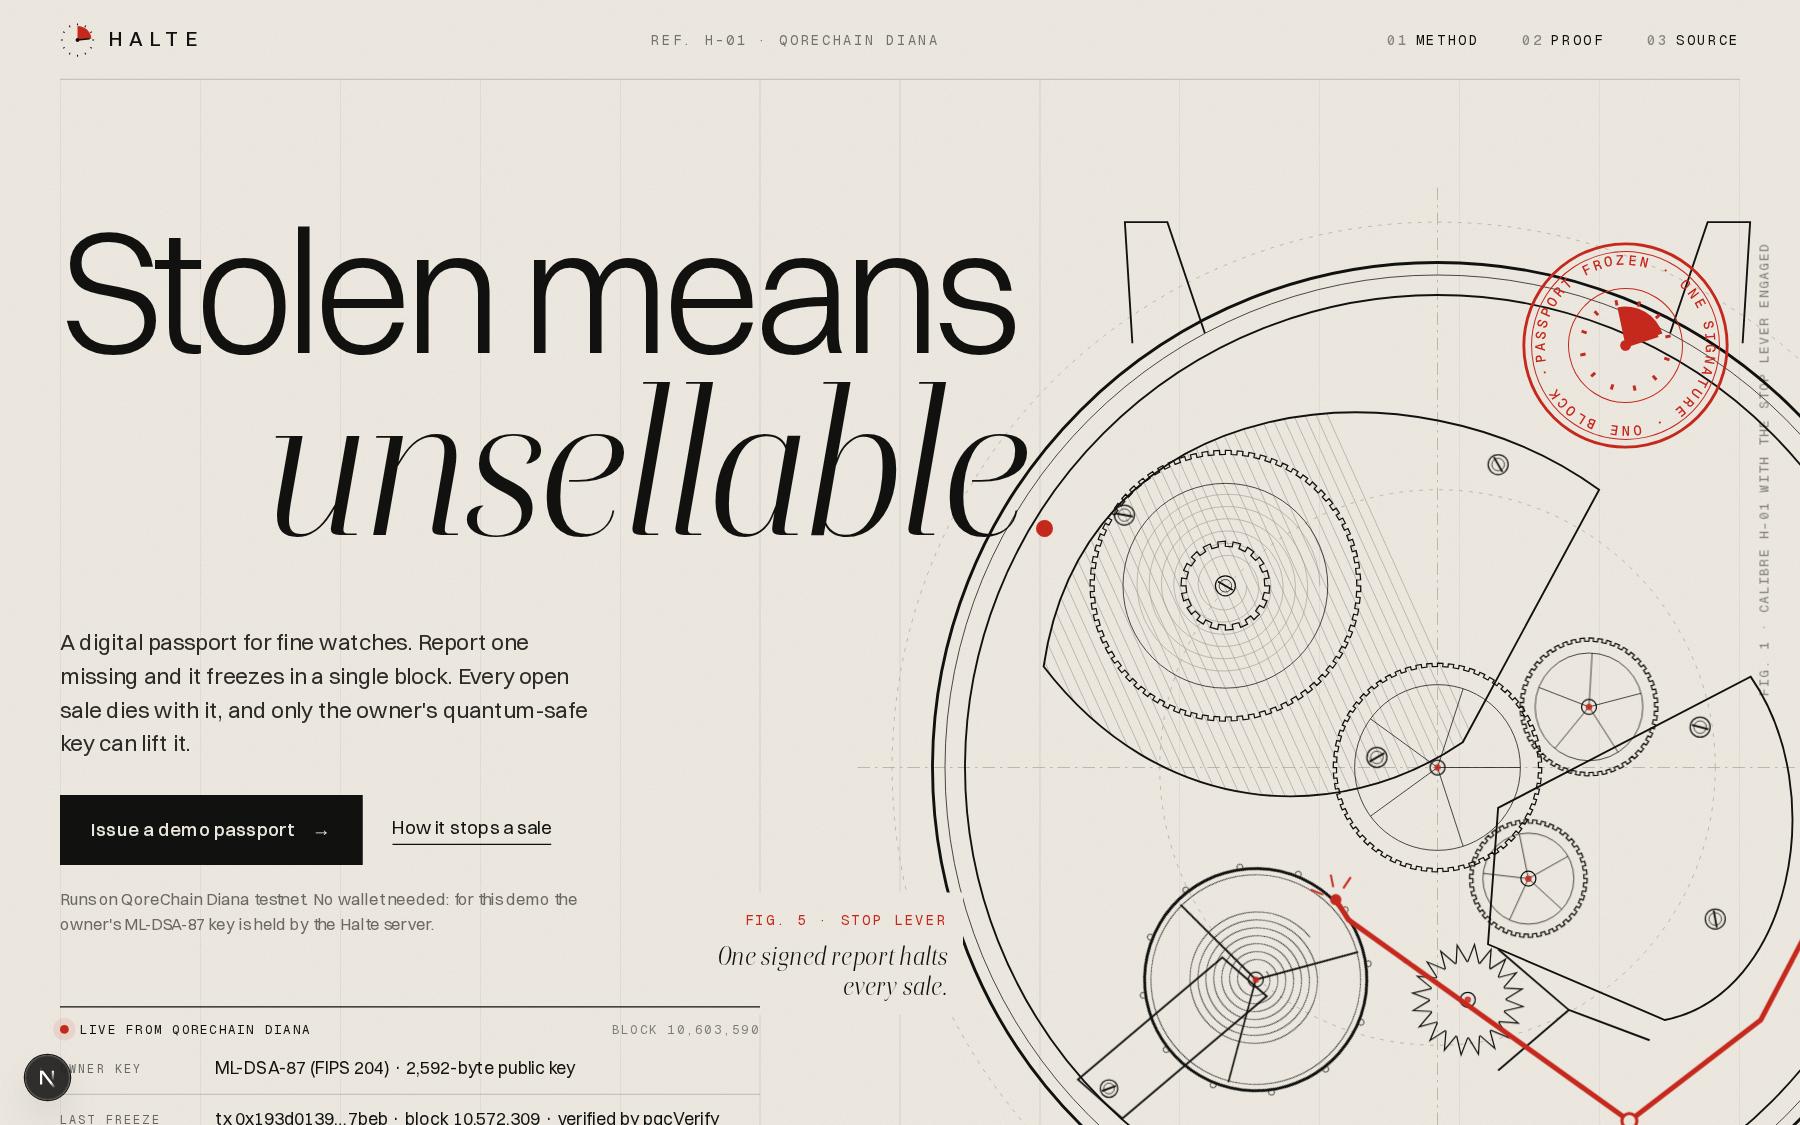 HALTE
REF. H-01 · QORECHAIN DIANA
01 METHOD
02 PROOF
03 SOURCE
Stolen means
unsellable
PASSPORT FROZEN · ONE SIGNATURE · ONE BLOCK ·
FIG. 1 · CALIBRE H-01 WITH THE STOP LEVER ENGAGED
A digital passport for fine watches. Report one
missing and it freezes in a single block. Every open
sale dies with it, and only the owner's quantum-safe
key can lift it.
Issue a demo passport →
How it stops a sale
Runs on QoreChain Diana testnet. No wallet needed: for this demo the
owner's ML-DSA-87 key is held by the Halte server.
FIG. 5 · STOP LEVER
One signed report halts
every sale.
LIVE FROM QORECHAIN DIANA
BLOCK 10,603,590
OWNER KEY
ML-DSA-87 (FIPS 204) · 2,592-byte public key
LAST FREEZE
tx 0x193d0139…7beb · block 10,572,309 · verified by pqcVerify
N